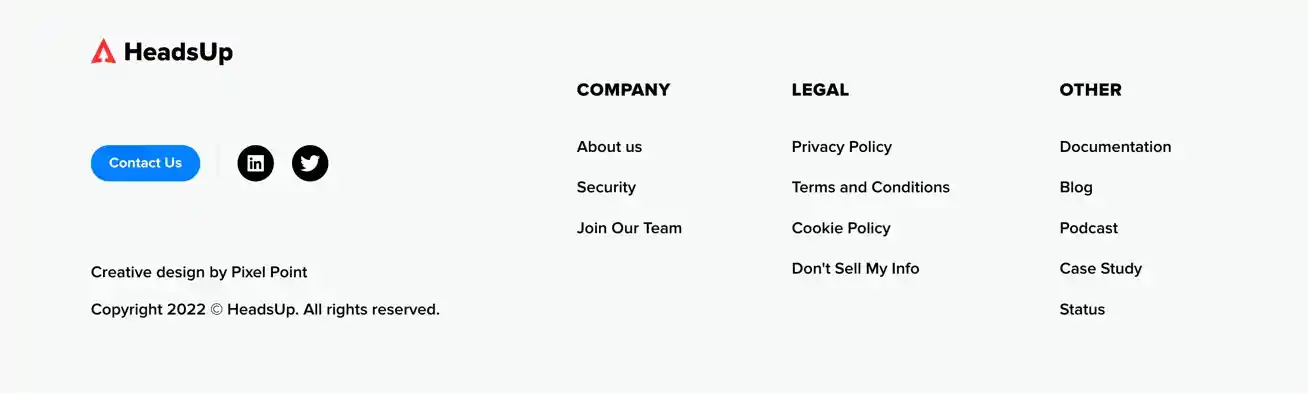 HeadsUp
Contact Us
Creative design by Pixel Point
Copyright 2022 © HeadsUp. All rights reserved.
COMPANY
About us
Security
Join Our Team
LEGAL
Privacy Policy
Terms and Conditions
Cookie Policy
Don't Sell My Info
OTHER
Documentation
Blog
Podcast
Case Study
Status